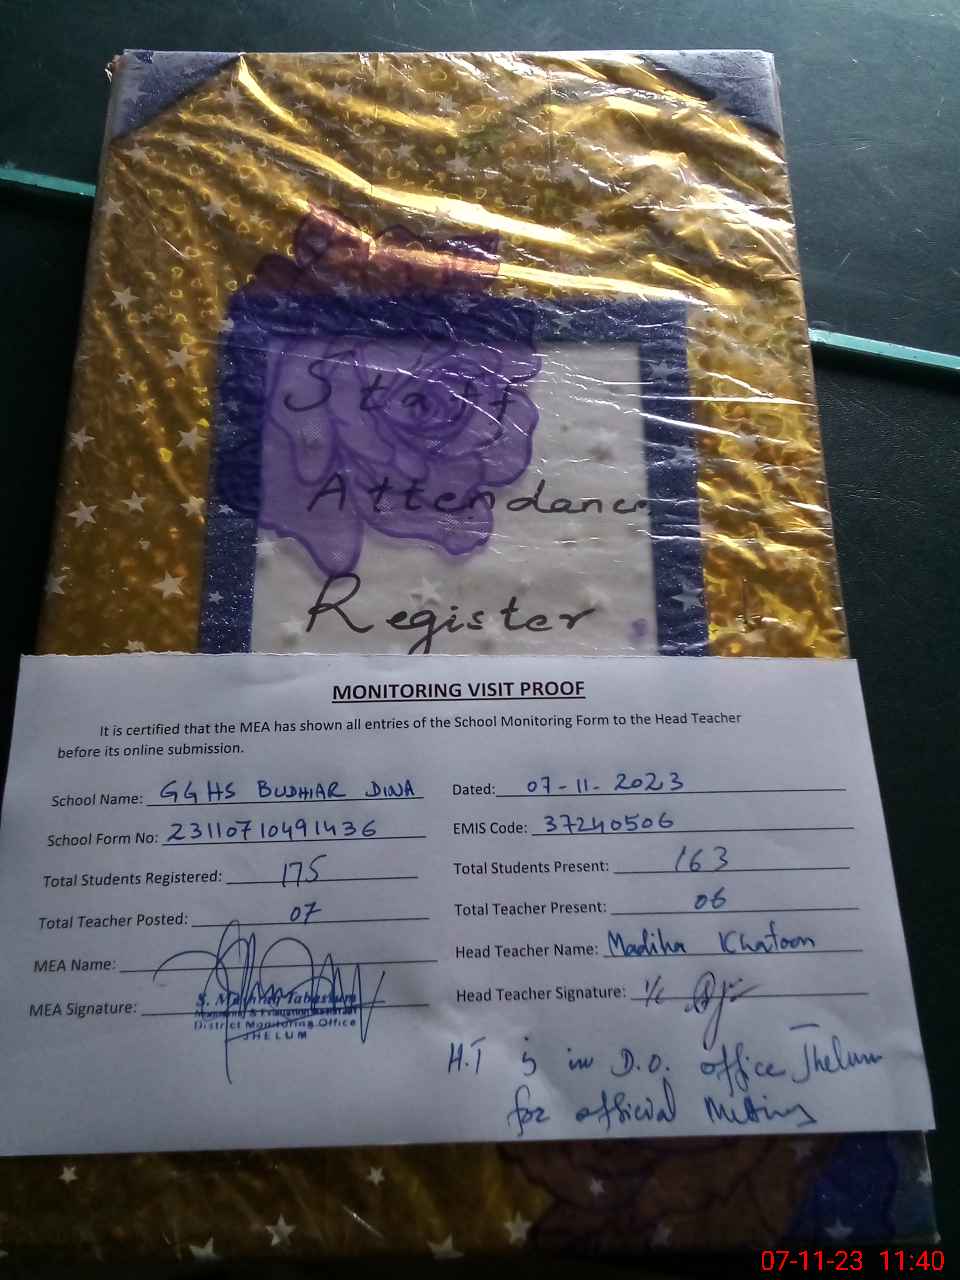 Staff
Attendance
Register
MONITORING VISIT PROOF
It is certified that the MEA has shown all entries of the School Monitoring Form to the Head Teacher
before its online submission.
School Name: GGHS BUDHIAR DINA
Dated: 07-11-2023
School Form No: 23110710491436
EMIS Code: 37240506
Total Students Registered: 175
Total Students Present: 163
Total Teacher Posted: 07
Total Teacher Present: 06
MEA Name:
Head Teacher Name: Madiha Khatoon
MEA Signature:
Head Teacher Signature: I/C
District Monitoring Office
JHELUM
H.T is in D.O. office Jhelum
for official Meeting
07-11-23 11:40